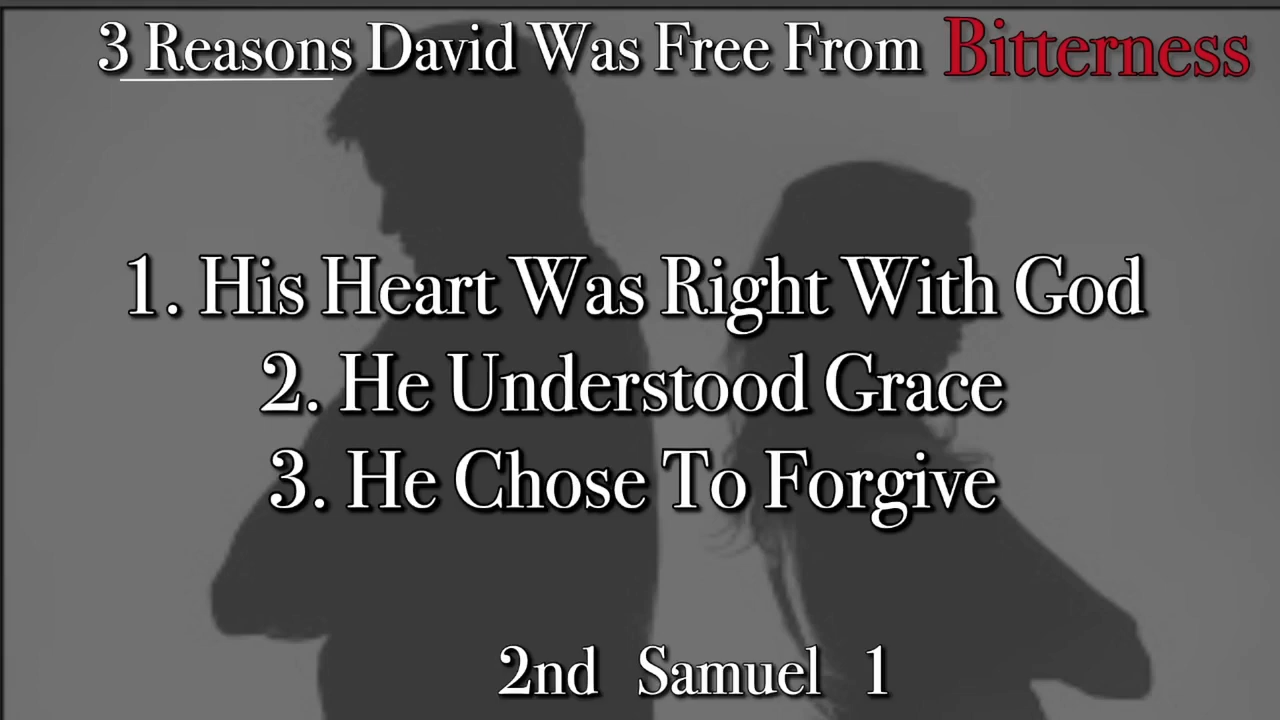 3 Reasons David Was Free From Bitterness
1. His Heart Was Right With God
2. He Understood Grace
3. He Chose To Forgive
2nd Samuel 1